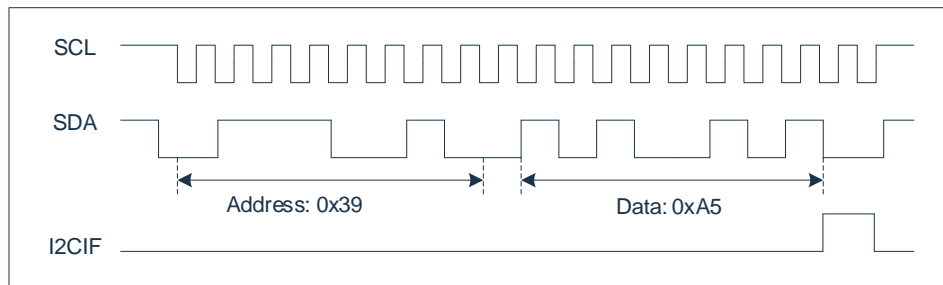 SCL
SDA
Address: 0x39
Data: 0xA5
I2CIF